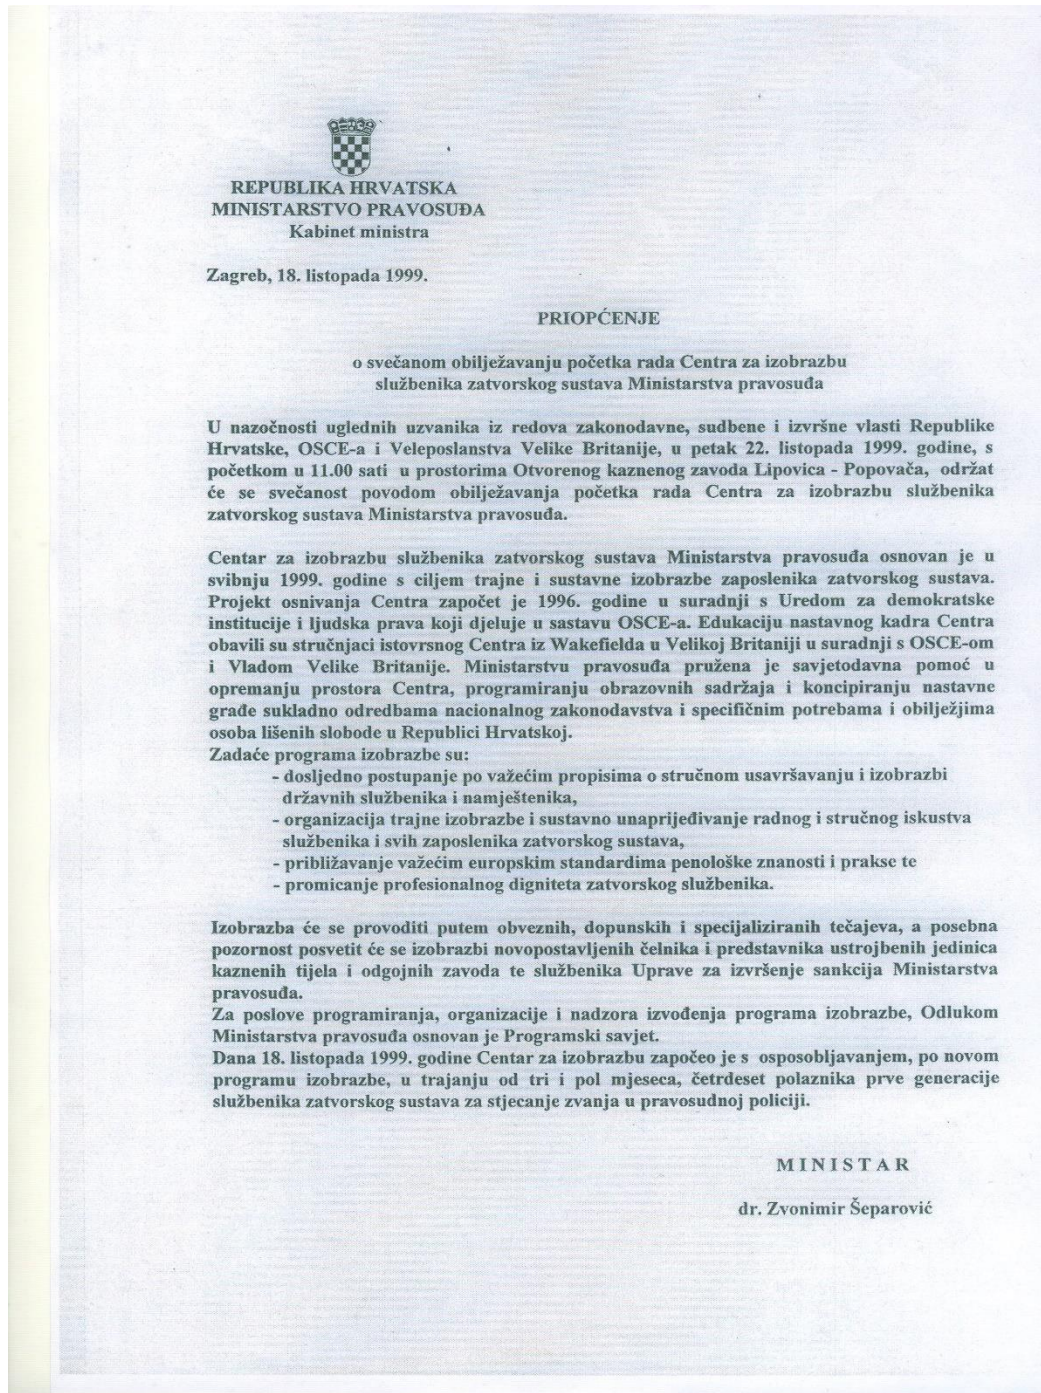 REPUBLIKA HRVATSKA
MINISTARSTVO PRAVOSUĐA
Kabinet ministra
Zagreb, 18. listopada 1999.
PRIOPĆENJE
o svečanom obilježavanju početka rada Centra za izobrazbu
službenika zatvorskog sustava Ministarstva pravosuđa
U nazočnosti uglednih uzvanika iz redova zakonodavne, sudbene i izvršne vlasti Republike
Hrvatske, OSCE-a i Veleposlanstva Velike Britanije, u petak 22. listopada 1999. godine, s
početkom u 11.00 sati u prostorima Otvorenog kaznenog zavoda Lipovica - Popovača, održat
će se svečanost povodom obilježavanja početka rada Centra za izobrazbu službenika
zatvorskog sustava Ministarstva pravosuđa.
Centar za izobrazbu službenika zatvorskog sustava Ministarstva pravosuđa osnovan je u
svibnju 1999. godine s ciljem trajne i sustavne izobrazbe zaposlenika zatvorskog sustava.
Projekt osnivanja Centra započet je 1996. godine u suradnji s Uredom za demokratske
institucije i ljudska prava koji djeluje u sastavu OSCE-a. Edukaciju nastavnog kadra Centra
obavili su stručnjaci istovrsnog Centra iz Wakefielda u Velikoj Britaniji u suradnji s OSCE-om
i Vladom Velike Britanije. Ministarstvu pravosuđa pružena je savjetodavna pomoć u
opremanju prostora Centra, programiranju obrazovnih sadržaja i koncipiranju nastavne
građe sukladno odredbama nacionalnog zakonodavstva i specifičnim potrebama i obilježjima
osoba lišenih slobode u Republici Hrvatskoj.
Zadaće programa izobrazbe su:
- dosljedno postupanje po važećim propisima o stručnom usavršavanju i izobrazbi
državnih službenika i namještenika,
- organizacija trajne izobrazbe i sustavno unaprijeđivanje radnog i stručnog iskustva
službenika i svih zaposlenika zatvorskog sustava,
- približavanje važećim europskim standardima penološke znanosti i prakse te
- promicanje profesionalnog digniteta zatvorskog službenika.
Izobrazba će se provoditi putem obveznih, dopunskih i specijaliziranih tečajeva, a posebna
pozornost posvetit će se izobrazbi novopostavljenih čelnika i predstavnika ustrojbenih jedinica
kaznenih tijela i odgojnih zavoda te službenika Uprave za izvršenje sankcija Ministarstva
pravosuđa.
Za poslove programiranja, organizacije i nadzora izvođenja programa izobrazbe, Odlukom
Ministarstva pravosuđa osnovan je Programski savjet.
Dana 18. listopada 1999. godine Centar za izobrazbu započeo je s osposobljavanjem, po novom
programu izobrazbe, u trajanju od tri i pol mjeseca, četrdeset polaznika prve generacije
službenika zatvorskog sustava za stjecanje zvanja u pravosudnoj policiji.
M I N I S T A R
dr. Zvonimir Šeparović